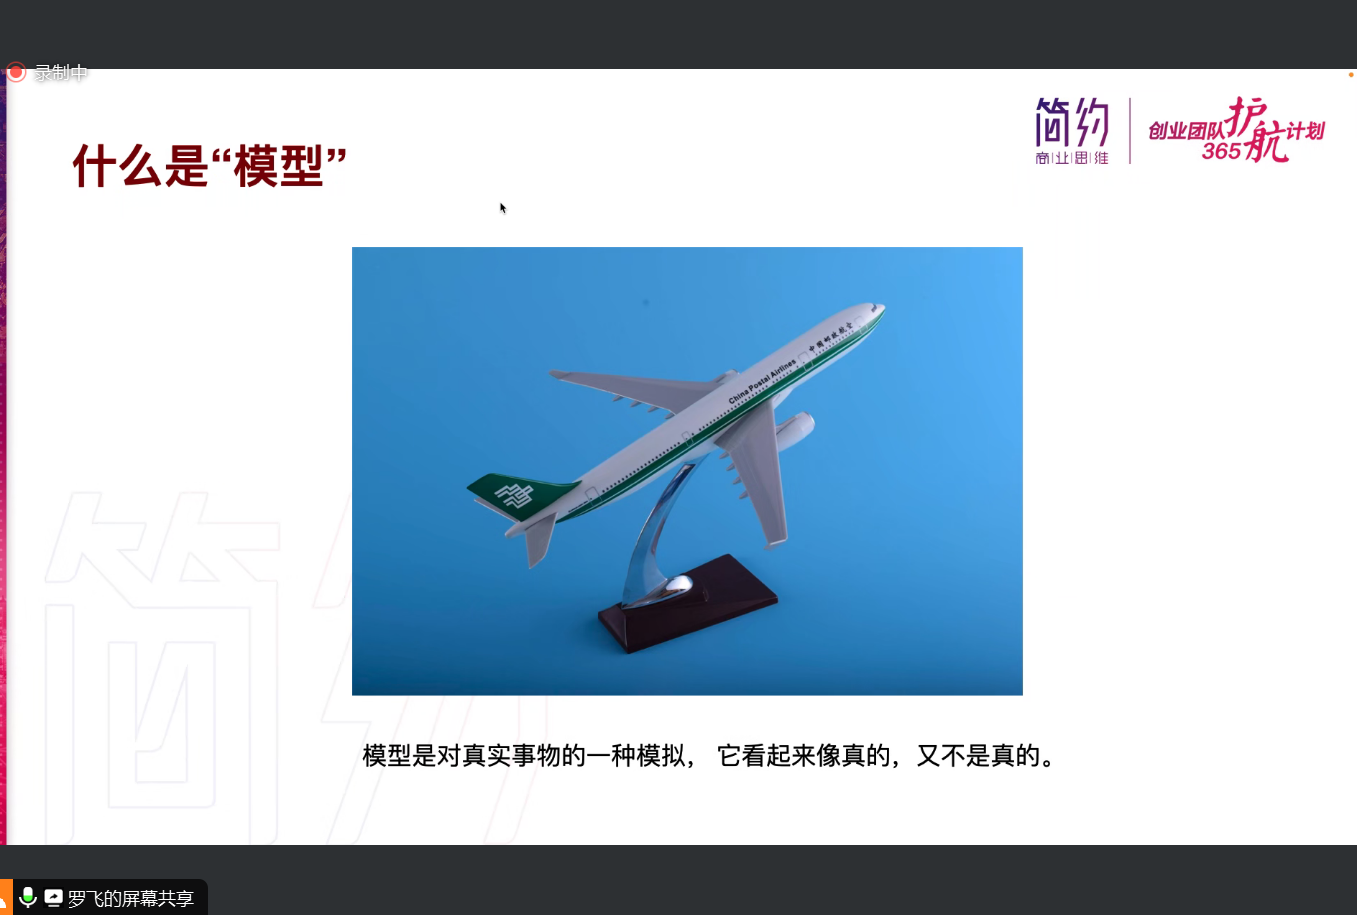 录制中
简约
商业思维
创业团队护航计划
365
什么是“模型”
中国邮政航空
China Postal Airlines
简约
模型是对真实事物的一种模拟， 它看起来像真的，又不是真的。
罗飞的屏幕共享